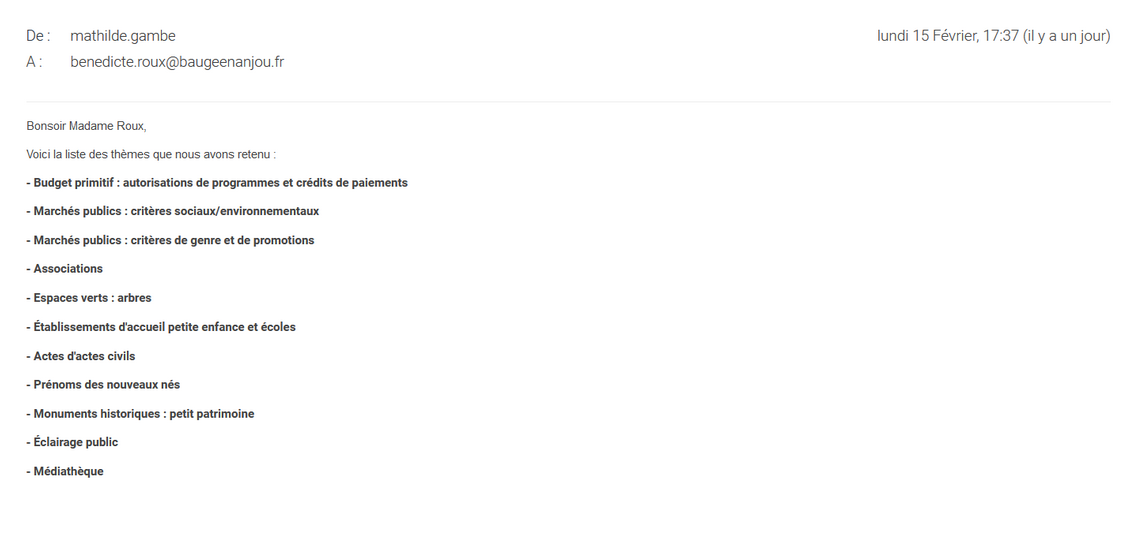 De : mathilde.gambe lundi 15 Février, 17:37 (il y a un jour)
A : benedicte.roux@baugeenanjou.fr
Bonsoir Madame Roux,
Voici la liste des thèmes que nous avons retenu :
- Budget primitif : autorisations de programmes et crédits de paiements
- Marchés publics : critères sociaux/environnementaux
- Marchés publics : critères de genre et de promotions
- Associations
- Espaces verts : arbres
- Établissements d'accueil petite enfance et écoles
- Actes d'actes civils
- Prénoms des nouveaux nés
- Monuments historiques : petit patrimoine
- Éclairage public
- Médiathèque